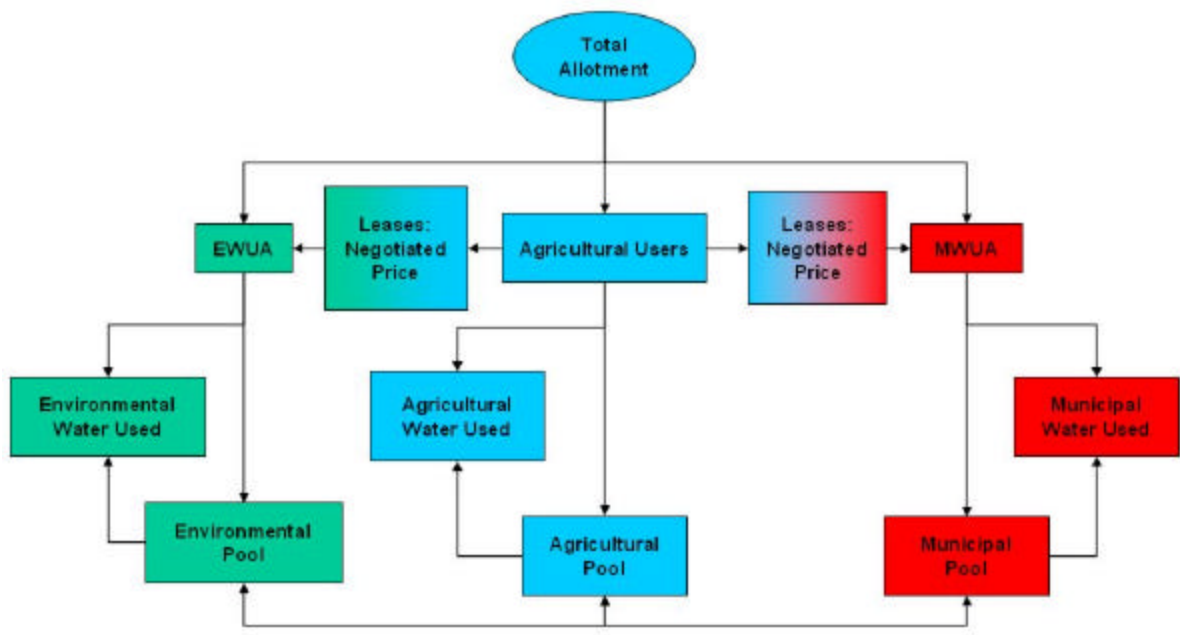 Total
Allotment
EWUA
Leases:
Negotiated
Price
Agricultural Users
Leases:
Negotiated
Price
MWUA
Environmental
Water Used
Agricultural
Water Used
Municipal
Water Used
Environmental
Pool
Agricultural
Pool
Municipal
Pool